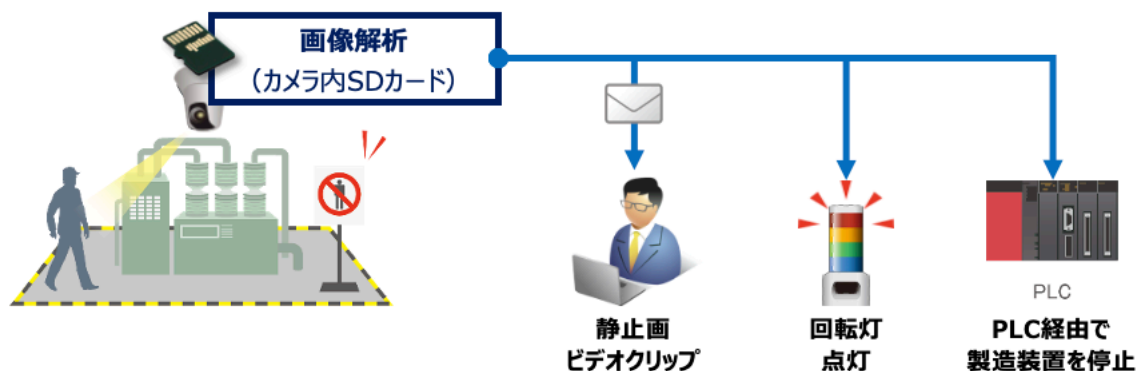 画像解析
（カメラ内SDカード）
PLC
静止画
ビデオクリップ
回転灯
点灯
PLC経由で
製造装置を停止